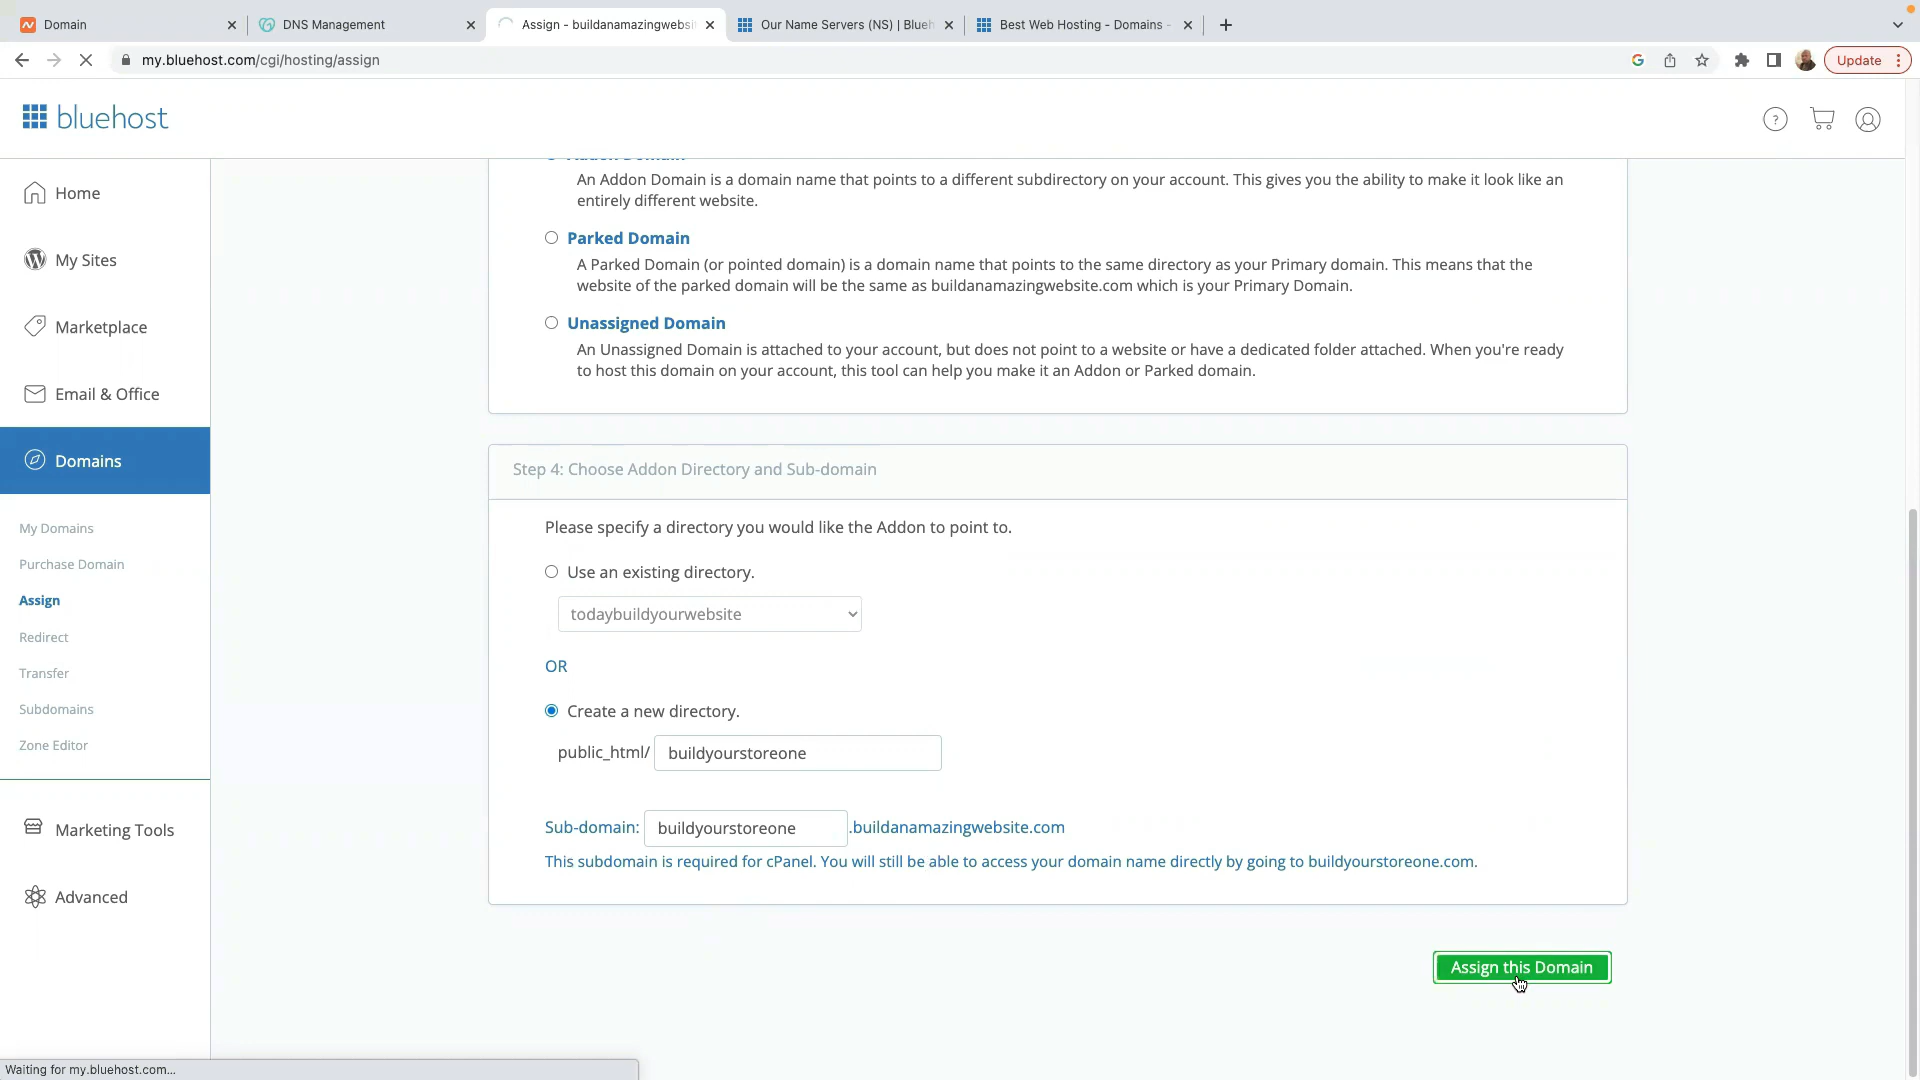 Domain
DNS Management
Assign - buildanamazingwebsi
Our Name Servers (NS) | Blueh
Best Web Hosting - Domains -
my.bluehost.com/cgi/hosting/assign
Update
bluehost
Home
My Sites
Marketplace
Email & Office
Domains
My Domains
Purchase Domain
Assign
Redirect
Transfer
Subdomains
Zone Editor
Marketing Tools
Advanced
Addon Domain
An Addon Domain is a domain name that points to a different subdirectory on your account. This gives you the ability to make it look like an
entirely different website.
Parked Domain
A Parked Domain (or pointed domain) is a domain name that points to the same directory as your Primary domain. This means that the
website of the parked domain will be the same as buildanamazingwebsite.com which is your Primary Domain.
Unassigned Domain
An Unassigned Domain is attached to your account, but does not point to a website or have a dedicated folder attached. When you're ready
to host this domain on your account, this tool can help you make it an Addon or Parked domain.
Step 4: Choose Addon Directory and Sub-domain
Please specify a directory you would like the Addon to point to.
Use an existing directory.
todaybuildyourwebsite
OR
Create a new directory.
public_html/ buildyourstoreone
Sub-domain: buildyourstoreone .buildanamazingwebsite.com
This subdomain is required for cPanel. You will still be able to access your domain name directly by going to buildyourstoreone.com.
Assign this Domain
Waiting for my.bluehost.com...